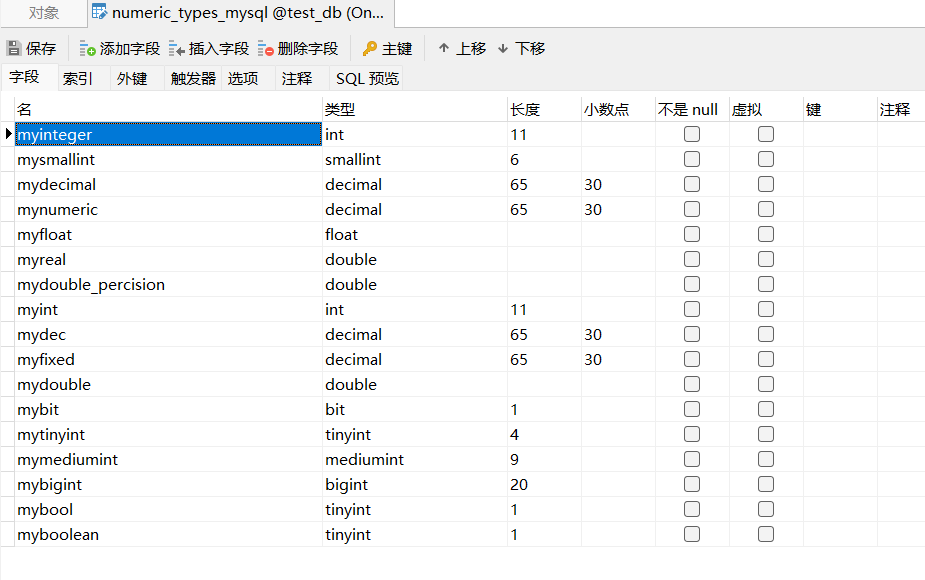 对象 numeric_types_mysql @test_db (On...
保存 添加字段 插入字段 删除字段 主键 上移 下移
字段 索引 外键 触发器 选项 注释 SQL 预览
名 类型 长度 小数点 不是 null 虚拟 键 注释
myinteger int 11
mysmallint smallint 6
mydecimal decimal 65 30
mynumeric decimal 65 30
myfloat float
myreal double
mydouble_percision double
myint int 11
mydec decimal 65 30
myfixed decimal 65 30
mydouble double
mybit bit 1
mytinyint tinyint 4
mymediumint mediumint 9
mybigint bigint 20
mybool tinyint 1
myboolean tinyint 1